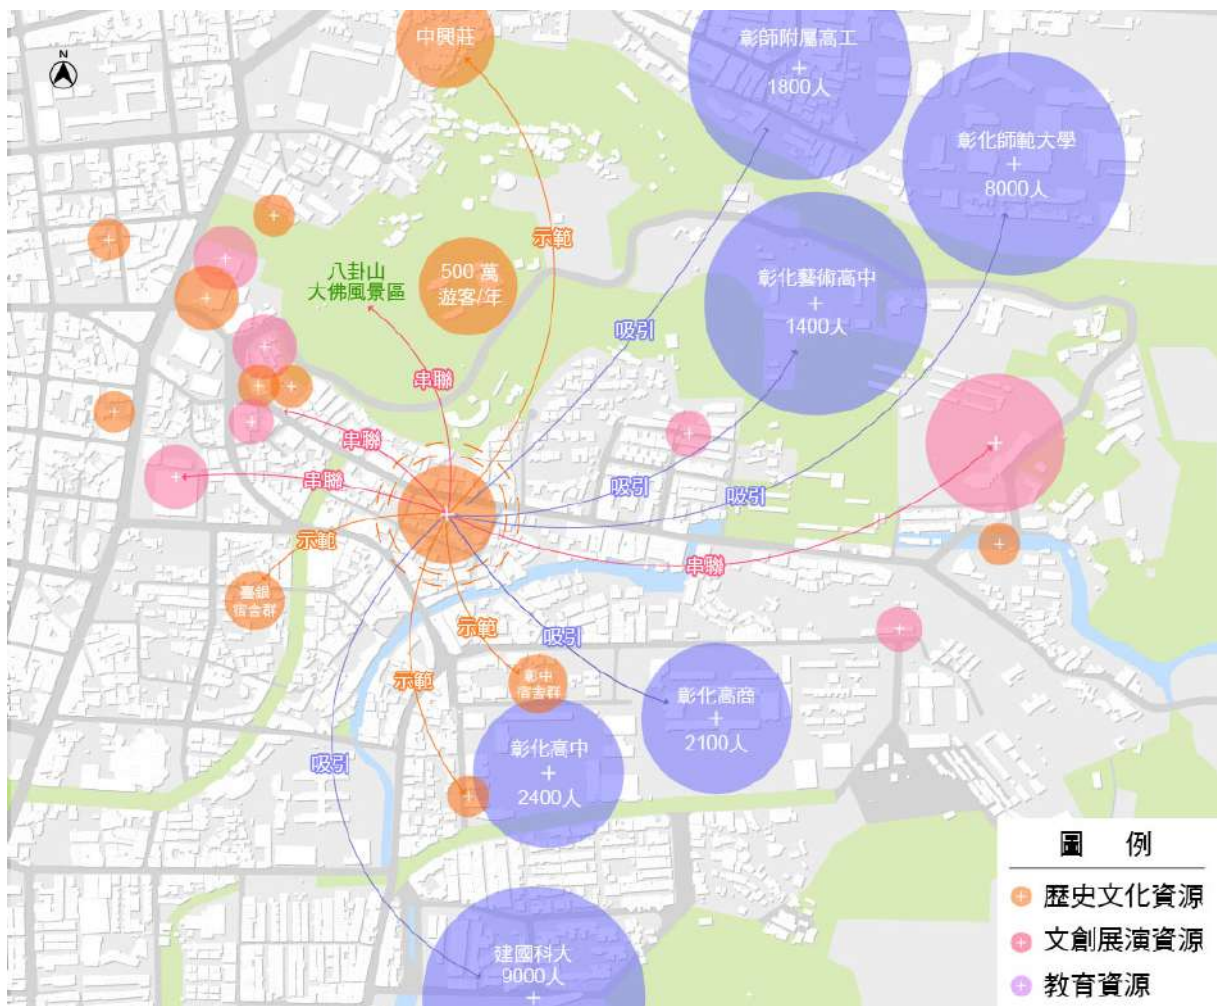 N
中興莊
彰師附屬高工
1800人
彰化師範大學
8000人
示範
八卦山
大佛風景區
500 萬
遊客/年
彰化藝術高中
1400人
吸引
串聯
串聯
串聯
吸引
吸引
示範
串聯
臺銀
宿舍群
示範
吸引
示範
彰中
宿舍群
彰化高商
2100人
彰化高中
2400人
吸引
建國科大
9000人
圖 例
歷史文化資源
文創展演資源
教育資源